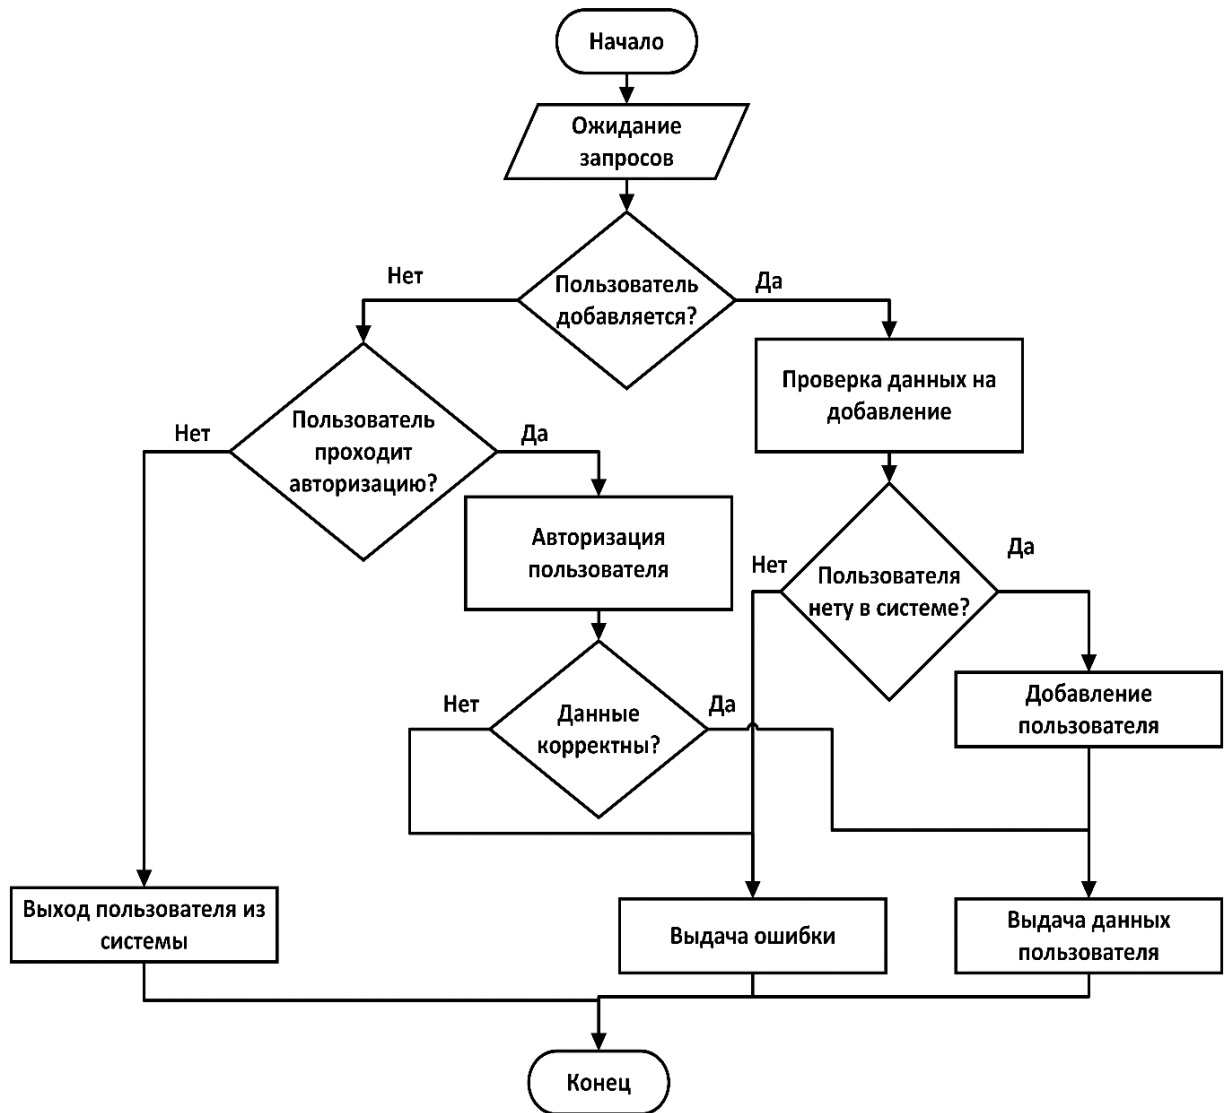 Начало
Ожидание
запросов
Нет
Пользователь
добавляется?
Да
Проверка данных на
добавление
Нет
Пользователь
проходит
авторизацию?
Да
Авторизация
пользователя
Нет
Пользователя
нету в системе?
Да
Нет
Данные
корректны?
Да
Добавление
пользователя
Выход пользователя из
системы
Выдача ошибки
Выдача данных
пользователя
Конец